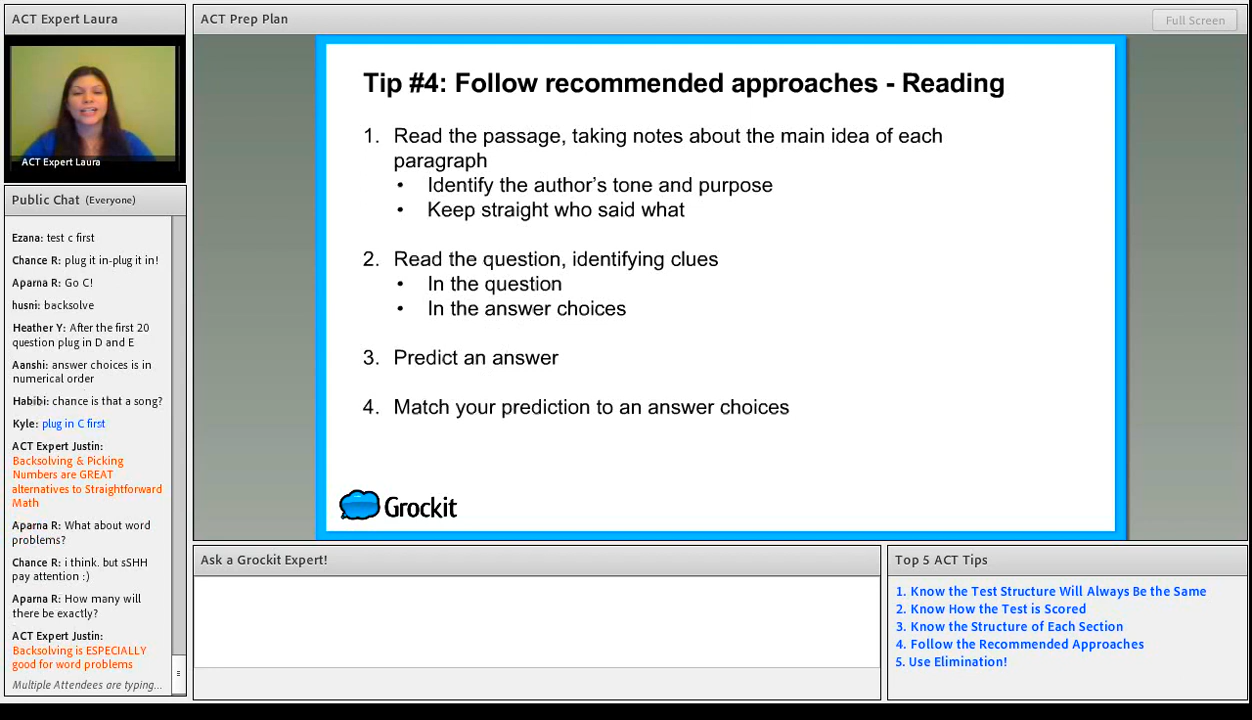 ACT Expert Laura
ACT Expert Laura
Public Chat (Everyone)
Ezana: test c first
Chance R: plug it in-plug it in!
Aparna R: Go C!
husni: backsolve
Heather Y: After the first 20
question plug in D and E
Aanshi: answer choices is in
numerical order
Habibi: chance is that a song?
Kyle: plug in C first
ACT Expert Justin:
Backsolving & Picking
Numbers are GREAT
alternatives to Straightforward
Math
Aparna R: What about word
problems?
Chance R: i think. but sSHH
pay attention :)
Aparna R: How many will
there be exactly?
ACT Expert Justin:
Backsolving is ESPECIALLY
good for word problems
Multiple Attendees are typing...
ACT Prep Plan
Full Screen
Tip #4: Follow recommended approaches - Reading
1. Read the passage, taking notes about the main idea of each
paragraph
• Identify the author's tone and purpose
• Keep straight who said what
2. Read the question, identifying clues
• In the question
• In the answer choices
3. Predict an answer
4. Match your prediction to an answer choices
Grockit
Ask a Grockit Expert!
Top 5 ACT Tips
1. Know the Test Structure Will Always Be the Same
2. Know How the Test is Scored
3. Know the Structure of Each Section
4. Follow the Recommended Approaches
5. Use Elimination!